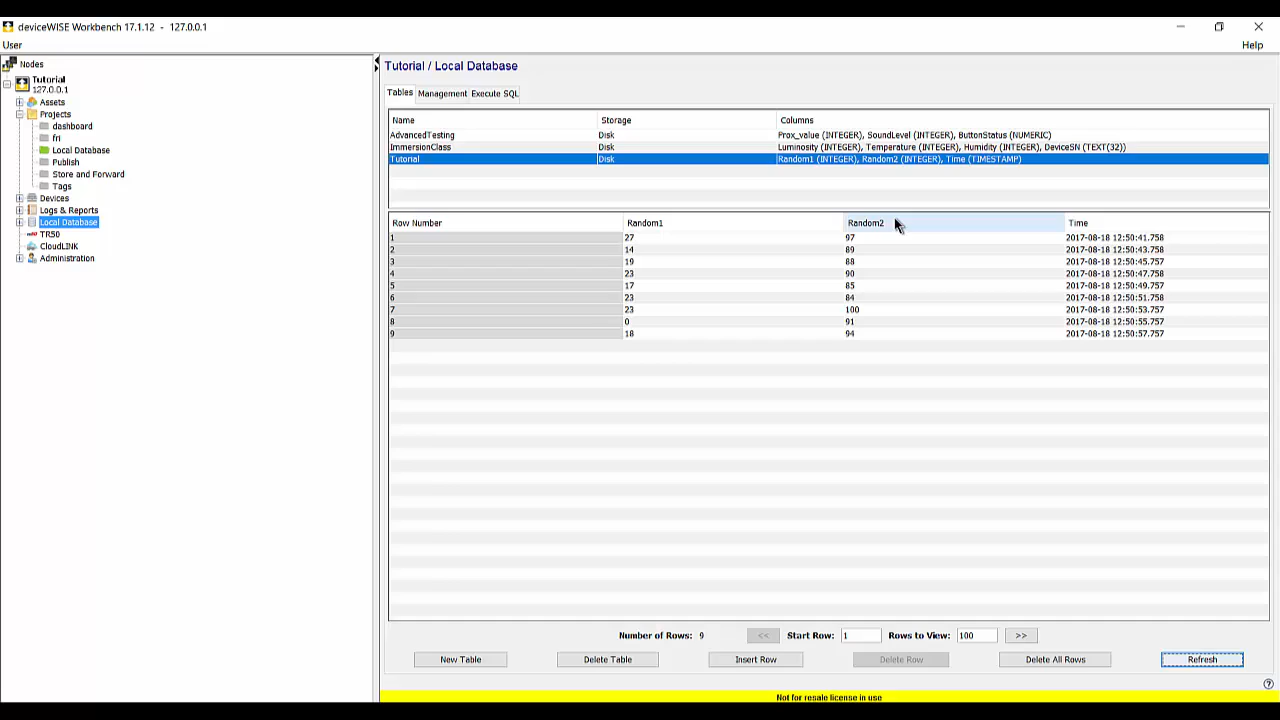 deviceWISE Workbench 17.1.12 - 127.0.0.1
User Help
Nodes
Tutorial
127.0.0.1
Assets
Projects
dashboard
fri
Local Database
Publish
Store and Forward
Tags
Devices
Logs & Reports
Local Database
TR50
CloudLINK
Administration
Tutorial / Local Database
Tables Management Execute SQL
Name Storage Columns
AdvancedTesting Disk Prox_value (INTEGER), SoundLevel (INTEGER), ButtonStatus (NUMERIC)
ImmersionClass Disk Luminosity (INTEGER), Temperature (INTEGER), Humidity (INTEGER), DeviceSN (TEXT(32))
Tutorial Disk Random1 (INTEGER), Random2 (INTEGER), Time (TIMESTAMP)
Row Number Random1 Random2 Time
1 27 97 2017-08-18 12:50:41.758
2 14 89 2017-08-18 12:50:43.758
3 19 88 2017-08-18 12:50:45.757
4 23 90 2017-08-18 12:50:47.758
5 17 85 2017-08-18 12:50:49.757
6 23 84 2017-08-18 12:50:51.758
7 23 100 2017-08-18 12:50:53.757
8 0 91 2017-08-18 12:50:55.757
9 18 94 2017-08-18 12:50:57.757
Number of Rows: 9 << Start Row: 1 Rows to View: 100 >>
New Table Delete Table Insert Row Delete Row Delete All Rows Refresh
Not for resale license in use